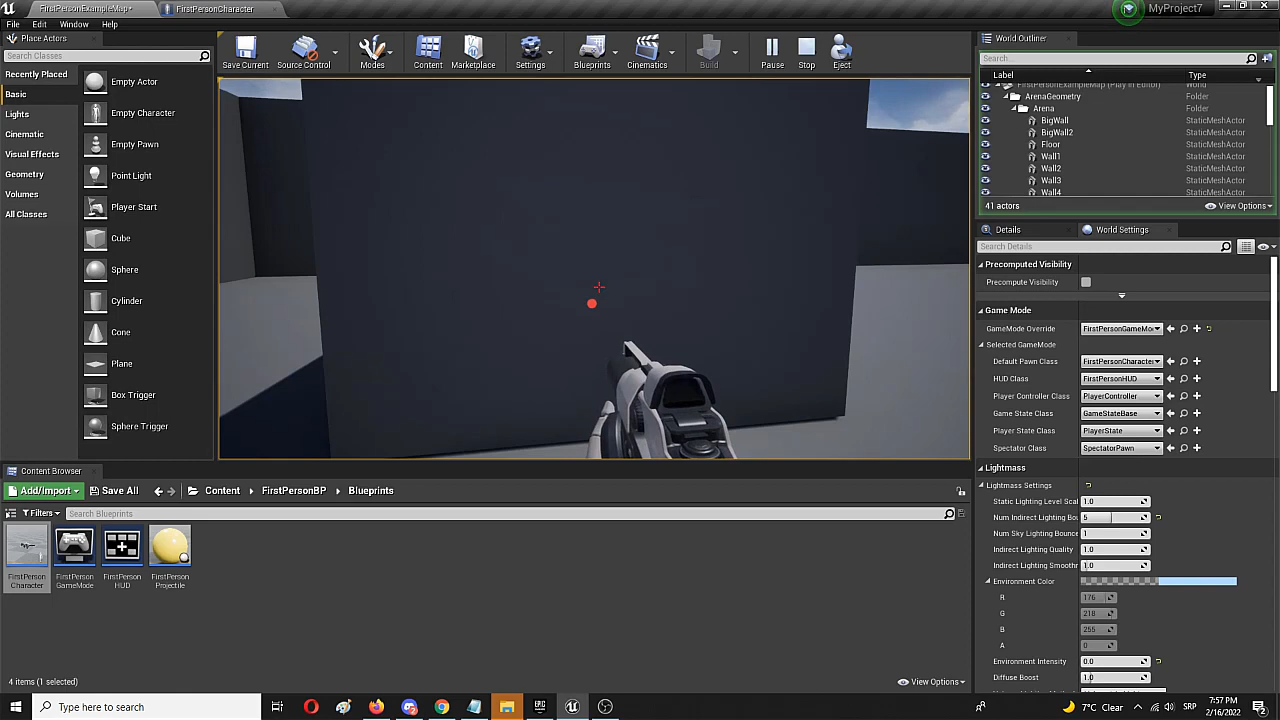 FirstPersonExampleMap*
FirstPersonCharacter
MyProject7
File Edit Window Help
Place Actors
Search Classes
Recently Placed
Basic
Lights
Cinematic
Visual Effects
Geometry
Volumes
All Classes
Empty Actor
Empty Character
Empty Pawn
Point Light
Player Start
Cube
Sphere
Cylinder
Cone
Plane
Box Trigger
Sphere Trigger
Save Current
Source Control
Modes
Content
Marketplace
Settings
Blueprints
Cinematics
Build
Pause
Stop
Eject
World Outliner
Search...
Label Type
FirstPersonExampleMap (Play In Editor) World
ArenaGeometry Folder
Arena Folder
BigWall StaticMeshActor
BigWall2 StaticMeshActor
Floor StaticMeshActor
Wall1 StaticMeshActor
Wall2 StaticMeshActor
Wall3 StaticMeshActor
Wall4 StaticMeshActor
41 actors View Options
Details World Settings
Search Details
Precomputed Visibility
Precompute Visibility
Game Mode
GameMode Override FirstPersonGameMo
Selected GameMode
Default Pawn Class FirstPersonCharacter
HUD Class FirstPersonHUD
Player Controller Class PlayerController
Game State Class GameStateBase
Player State Class PlayerState
Spectator Class SpectatorPawn
Lightmass
Lightmass Settings
Static Lighting Level Scal 1.0
Num Indirect Lighting Bou 5
Num Sky Lighting Bounce 1
Indirect Lighting Quality 1.0
Indirect Lighting Smoothn 1.0
Environment Color
R 176
G 218
B 255
A 0
Environment Intensity 0.0
Diffuse Boost 1.0
Content Browser
Add/Import Save All Content FirstPersonBP Blueprints
Filters Search Blueprints
FirstPerson
Character
FirstPerson
GameMode
FirstPerson
HUD
FirstPerson
Projectile
4 items (1 selected) View Options
Type here to search
EPIC
7°C Clear
SRP
7:57 PM
2/16/2022